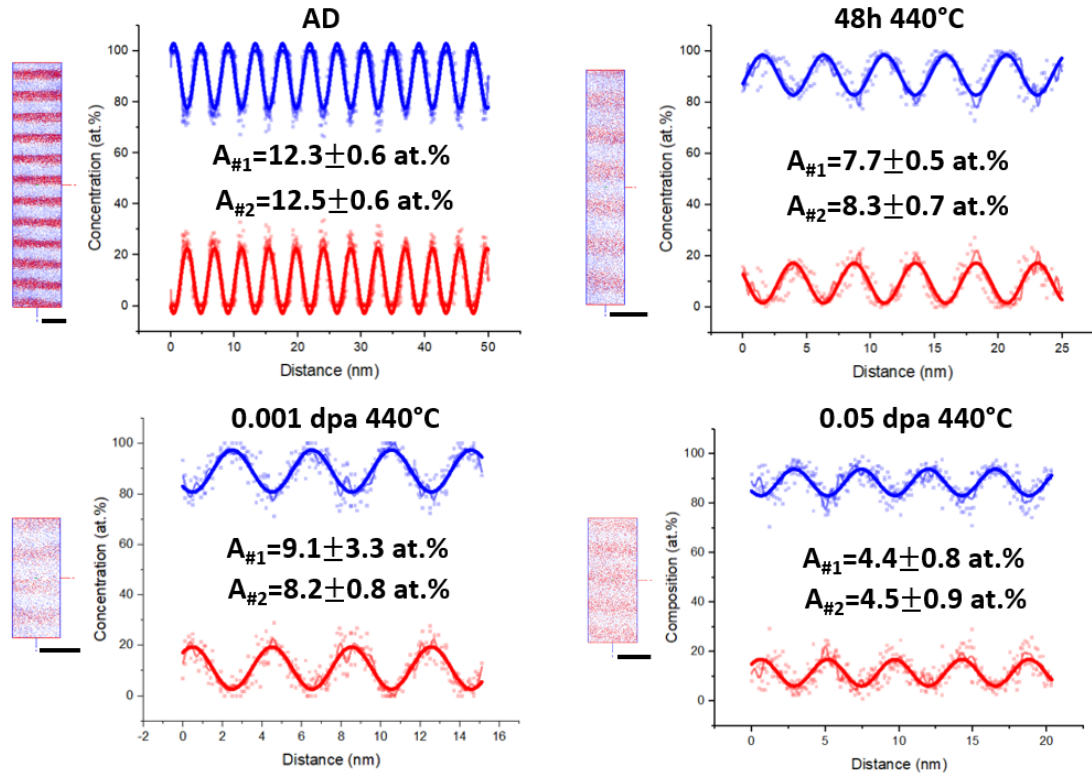 AD
Concentration (at.%)
100
80
60
40
20
0
A#1=12.3±0.6 at.%
A#2=12.5±0.6 at.%
0 10 20 30 40 50
Distance (nm)
48h 440°C
Concentration (at.%)
100
80
60
40
20
0
A#1=7.7±0.5 at.%
A#2=8.3±0.7 at.%
0 5 10 15 20 25
Distance (nm)
0.001 dpa 440°C
Concentration (at.%)
100
80
60
40
20
0
A#1=9.1±3.3 at.%
A#2=8.2±0.8 at.%
-2 0 2 4 6 8 10 12 14 16
Distance (nm)
0.05 dpa 440°C
Composition (at.%)
100
80
60
40
20
0
A#1=4.4±0.8 at.%
A#2=4.5±0.9 at.%
0 5 10 15 20
Distance (nm)